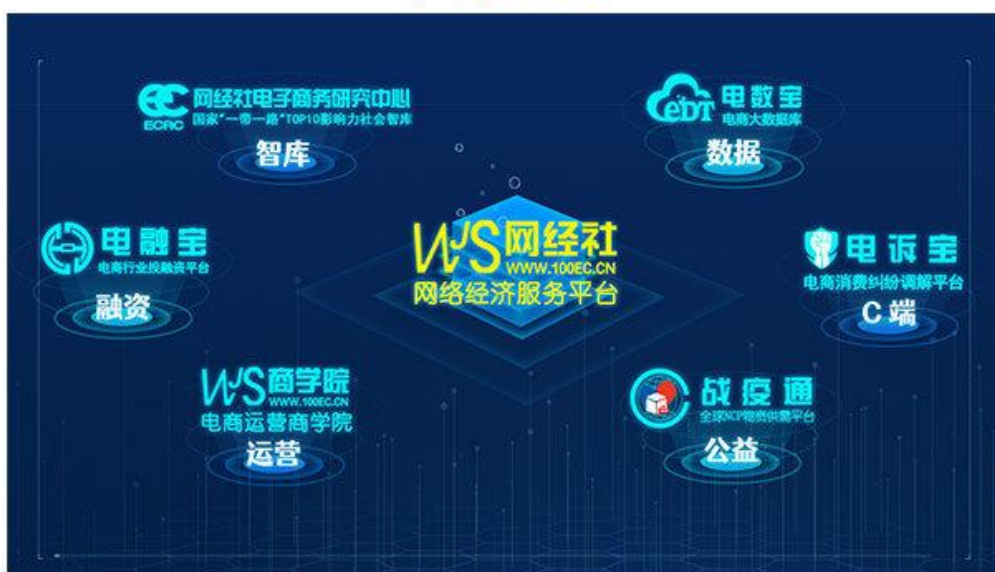 网经社电子商务研究中心
ECRC
国家"一带一路"TOP10影响力社会智库
智库
eDT
电数宝
电商大数据库
数据
电融宝
电商行业投融资平台
融资
WJS网经社
WWW.100EC.CN
网络经济服务平台
电诉宝
电商消费纠纷调解平台
C端
WJS商学院
WWW.100EC.CN
电商运营商学院
运营
战疫通
全球NCP物资供需平台
公益